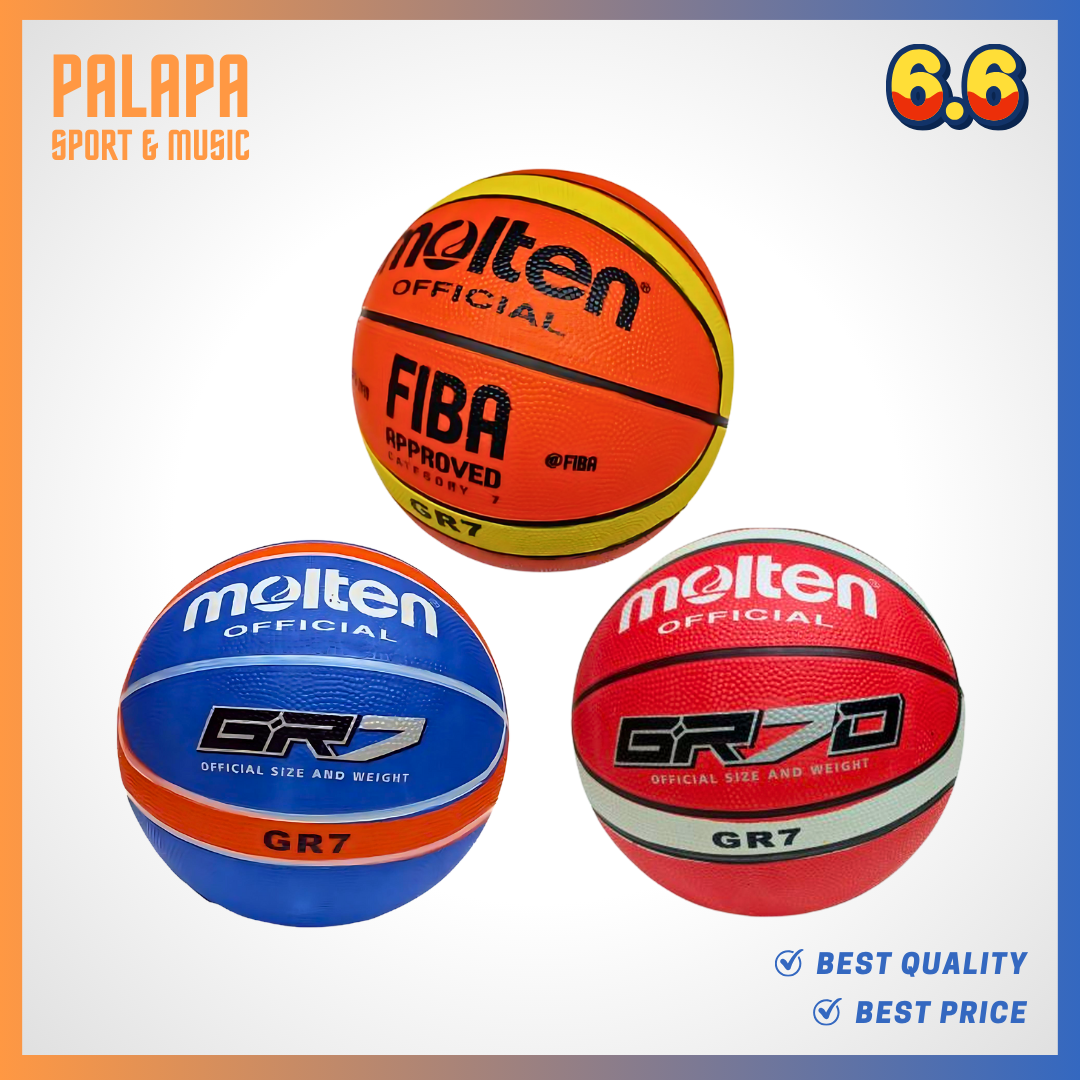 PALAPA
SPORT & MUSIC
6.6
molten
OFFICIAL
FIBA
APPROVED
CATEGORY 7
@FIBA
GR7
molten
OFFICIAL
GR7
OFFICIAL SIZE AND WEIGHT
GR7
molten
OFFICIAL
GR7D
OFFICIAL SIZE AND WEIGHT
GR7
BEST QUALITY
BEST PRICE